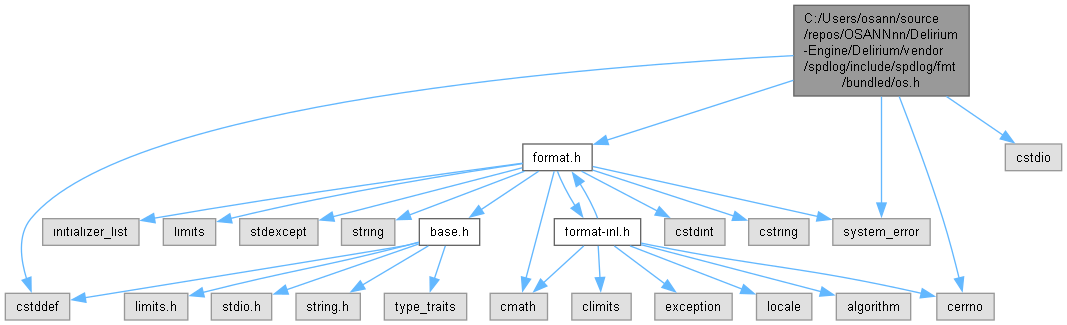 C:/Users/osann/source
/repos/OSANNnn/Delirium
-Engine/Delirium/vendor
/spdlog/include/spdlog/fmt
/bundled/os.h
format.h
cstdio
initializer_list
limits
stdexcept
string
base.h
format-inl.h
cstdint
cstring
system_error
cstddef
limits.h
stdio.h
string.h
type_traits
cmath
climits
exception
locale
algorithm
cerrno